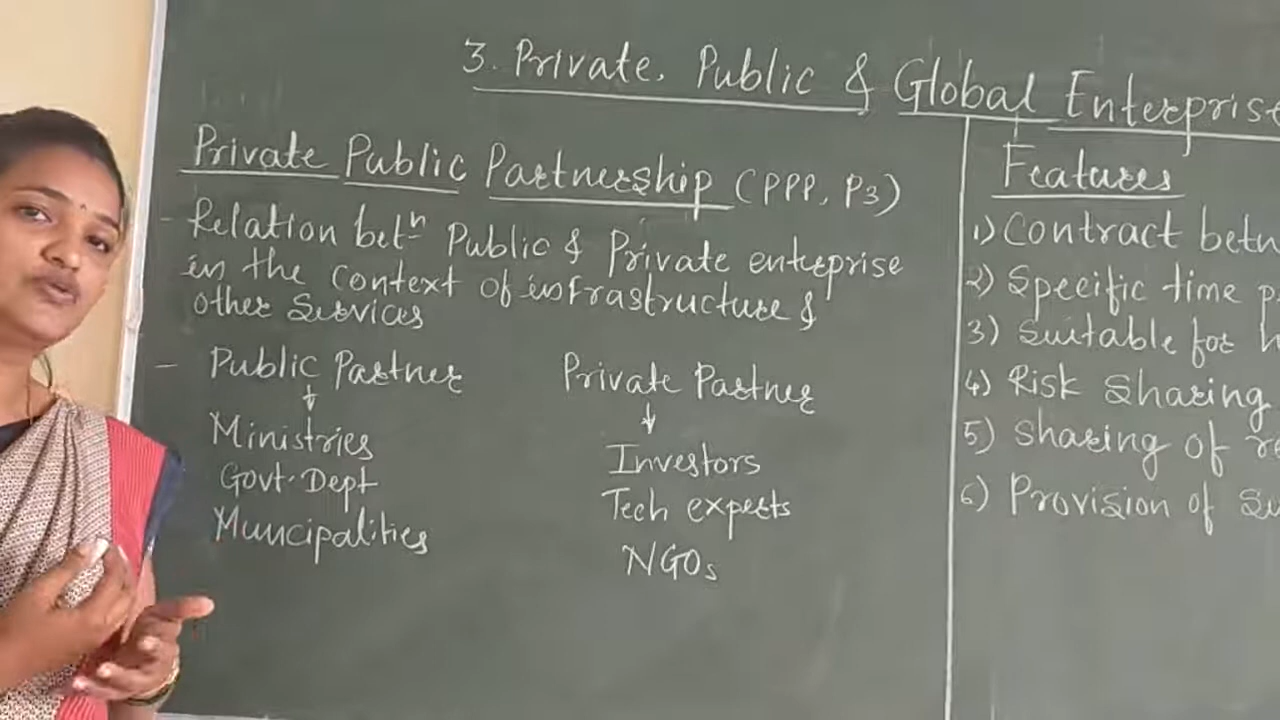 3. Private, Public & Global Enterprise
Private Public Partnership (PPP, P3)
- Relation betⁿ Public & Private enteprise
in the context of infrastructure &
other Services
- Public Partner
Ministries
Govt. Dept
Muncipalities
Private Partner
Investors
Tech expects
NGOs
Features
1) Contract betn
2) Specific time
3) Suitable for
4) Risk Sharing
5) Sharing of
6) Provision of